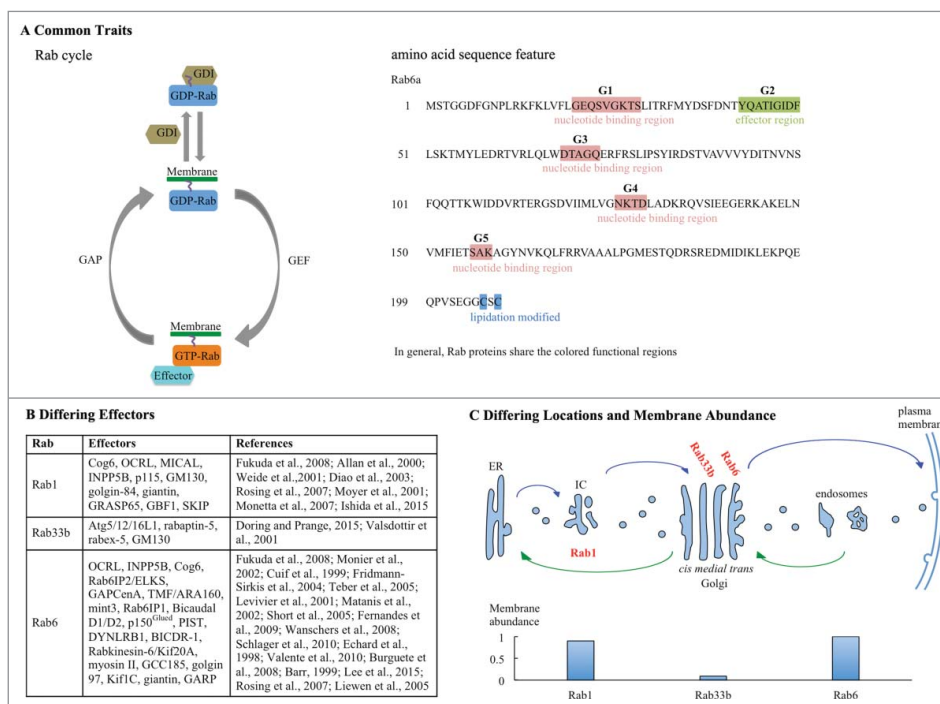 A Common Traits
Rab cycle
GDI
GDP-Rab
GDI
Membrane
GDP-Rab
GAP
GEF
Membrane
GTP-Rab
Effector
amino acid sequence feature
Rab6a
G1 G2
1 MSTGGDFGNPLRKFKLVFLGEQSVGKTSLITRFMYDSFDNTYQATIGIDF
nucleotide binding region effector region
G3
51 LSKTMYLEDRTVRLQLWDTAGQERFRSLIPSYIRDSTVAVVVYDITNVNS
nucleotide binding region
G4
101 FQQTTKWIDDVRTERGSDVIIMLVGNKTDLADKRQVSIEEGERKAKELN
nucleotide binding region
G5
150 VMFIETSAKAGYNVKQLFRRVAAALPGMESTQDRSREDMIDIKLEKPQE
nucleotide binding region
199 QPVSEGGCSC
lipidation modified
In general, Rab proteins share the colored functional regions
B Differing Effectors
Rab Effectors References
Rab1
Cog6, OCRL, MICAL,
INPP5B, p115, GM130,
golgin-84, giantin,
GRASP65, GBF1, SKIP
Fukuda et al., 2008; Allan et al., 2000;
Weide et al.,2001; Diao et al., 2003;
Rosing et al., 2007; Moyer et al., 2001;
Monetta et al., 2007; Ishida et al., 2015
Rab33b
Atg5/12/16L1, rabaptin-5,
rabex-5, GM130
Doring and Prange, 2015; Valsdottir et
al., 2001
Rab6
OCRL, INPP5B, Cog6,
Rab6IP2/ELKS,
GAPCenA, TMF/ARA160,
mint3, Rab6IP1, Bicaudal
D1/D2, p150Glued, PIST,
DYNLRB1, BICDR-1,
Rabkinesin-6/Kif20A,
myosin II, GCC185, golgin
97, Kif1C, giantin, GARP
Fukuda et al., 2008; Monier et al.,
2002; Cuif et al., 1999; Fridmann-
Sirkis et al., 2004; Teber et al., 2005;
Levivier et al., 2001; Matanis et al.,
2002; Short et al., 2005; Fernandes et
al., 2009; Wanschers et al., 2008;
Schlager et al., 2010; Echard et al.,
1998; Valente et al., 2010; Burguete et
al., 2008; Barr, 1999; Lee et al., 2015;
Rosing et al., 2007; Liewen et al., 2005
C Differing Locations and Membrane Abundance
plasma
membrane
ER
IC
Rab1
Rab33b
Rab6
endosomes
cis medial trans
Golgi
Membrane
abundance
1
0.5
0
Rab1 Rab33b Rab6